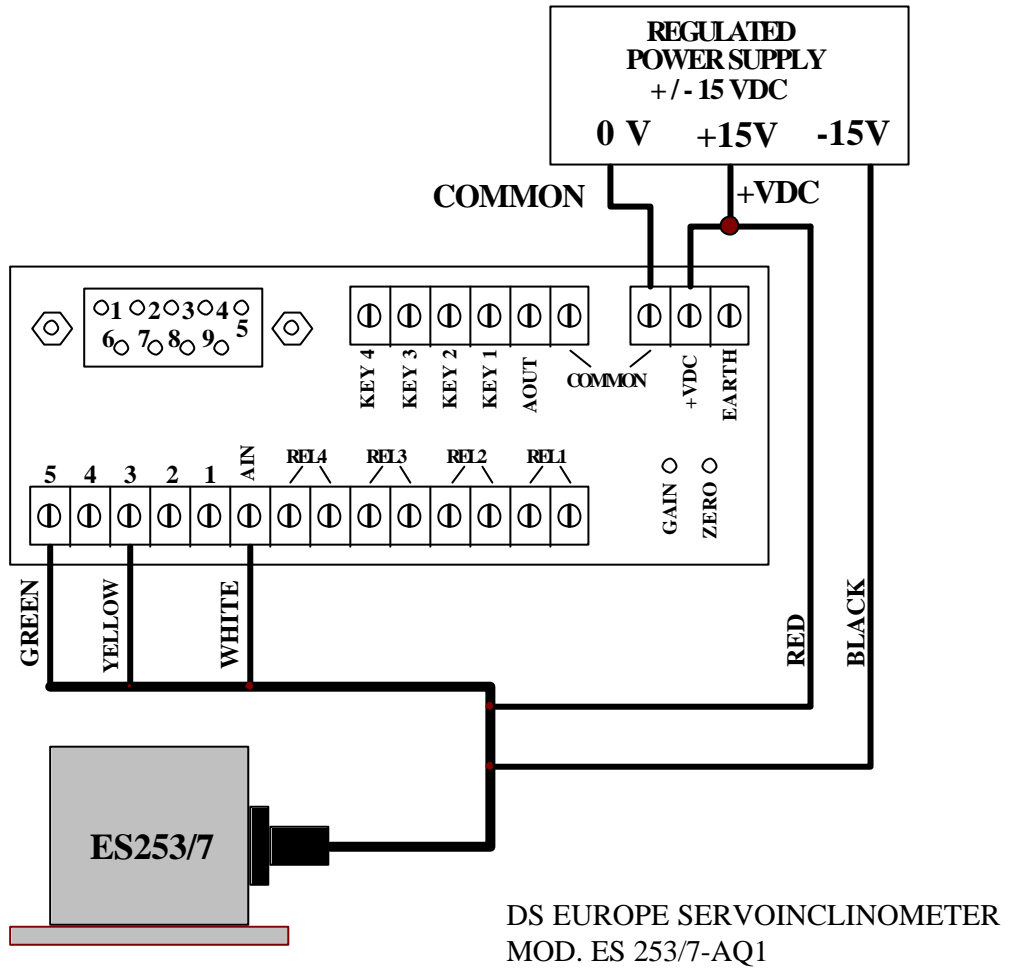 REGULATED
POWER SUPPLY
+ / - 15 VDC
0 V +15V -15V
COMMON
+VDC
1 2 3 4 5
6 7 8 9
KEY 4
KEY 3
KEY 2
KEY 1
AOUT
COMMON
+VDC
EARTH
5 4 3 2 1 AIN REL4 REL3 REL2 REL1
GAIN
ZERO
GREEN
YELLOW
WHITE
RED
BLACK
ES253/7
DS EUROPE SERVOINCLINOMETER
MOD. ES 253/7-AQ1